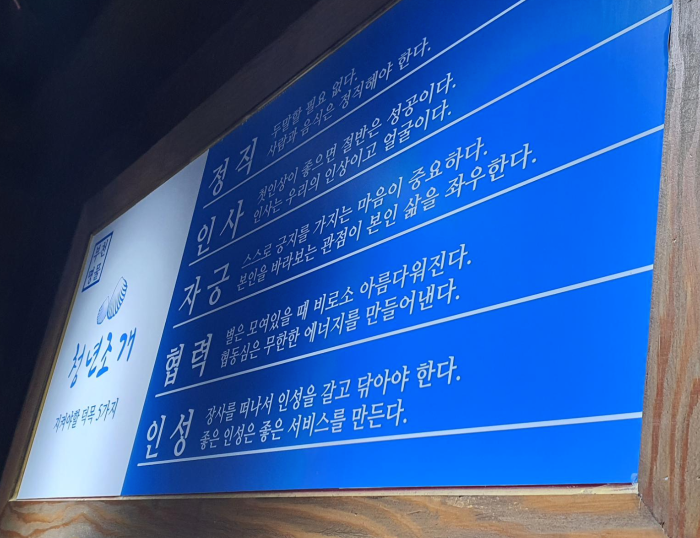 청년조개
지켜야할 덕목 5가지
정직
두말할 필요 없다.
사람과 음식은 정직해야 한다.
인사
첫인상이 좋으면 절반은 성공이다.
인사는 우리의 인상이고 얼굴이다.
자긍
스스로 긍지를 가지는 마음이 중요하다.
본인을 바라보는 관점이 본인 삶을 좌우한다.
협력
별은 모여있을 때 비로소 아름다워진다.
협동심은 무한한 에너지를 만들어낸다.
인성
장사를 떠나서 인성을 갈고 닦아야 한다.
좋은 인성은 좋은 서비스를 만든다.